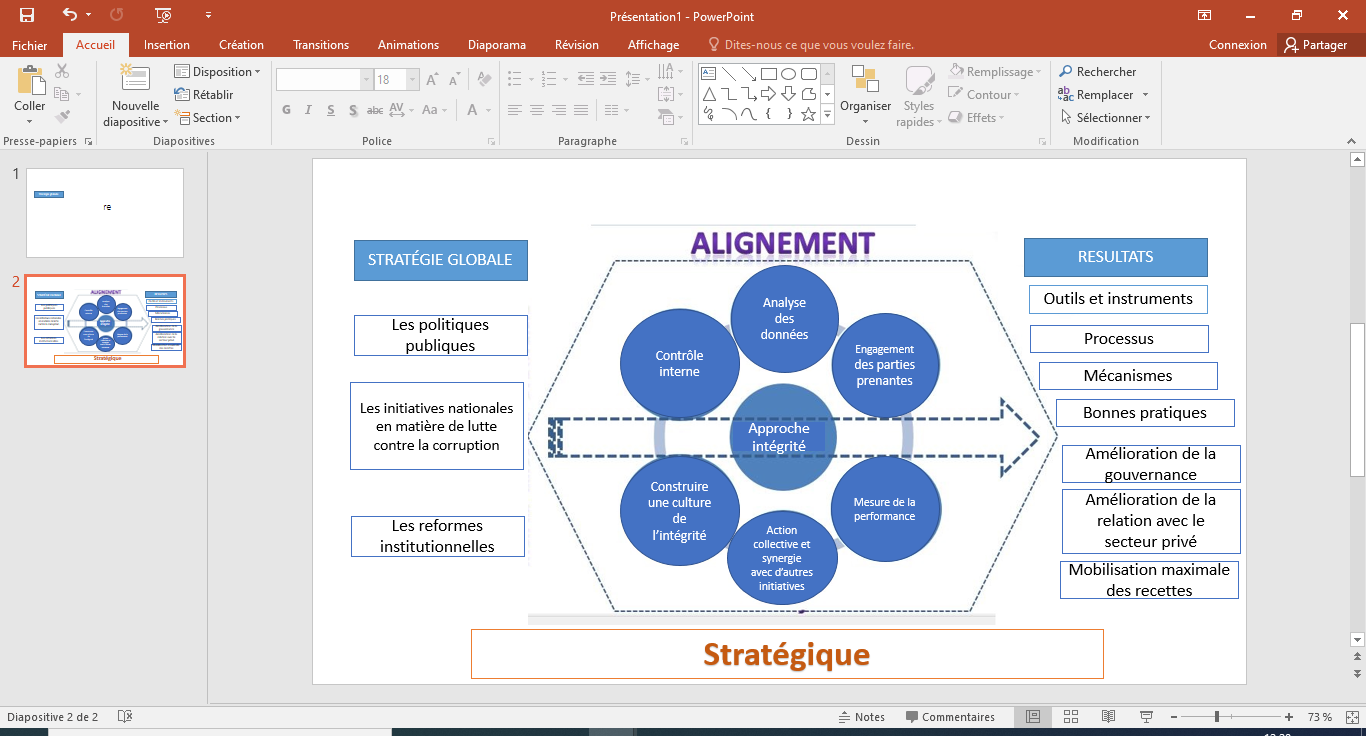 Présentation1 - PowerPoint
Fichier
Accueil
Insertion
Création
Transitions
Animations
Diaporama
Révision
Affichage
Dites-nous ce que vous voulez faire.
Connexion
Partager
Coller
Presse-papiers
Nouvelle
diapositive
Disposition
Rétablir
Section
Diapositives
18
G I S S abc AV Aa A
Police
Paragraphe
Organiser
Styles
rapides
Remplissage
Contour
Effets
Dessin
Rechercher
Remplacer
Sélectionner
Modification
1
re
2
ALIGNEMENT
Stratégique
STRATÉGIE GLOBALE
Les politiques
publiques
Les initiatives nationales
en matière de lutte
contre la corruption
Les reformes
institutionnelles
ALIGNEMENT
Analyse
des
données
Contrôle
interne
Engagement
des parties
prenantes
Approche
intégrité
Construire
une culture
de
l'intégrité
Mesure de la
performance
Action
collective et
synergie
avec d'autres
initiatives
RESULTATS
Outils et instruments
Processus
Mécanismes
Bonnes pratiques
Amélioration de la
gouvernance
Amélioration de la
relation avec le
secteur privé
Mobilisation maximale
des recettes
Stratégique
Diapositive 2 de 2
Notes
Commentaires
73 %